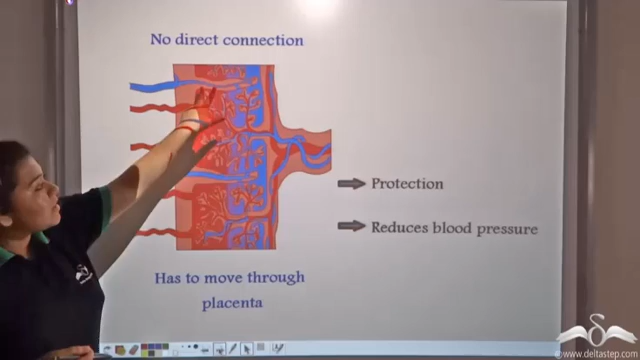 No direct connection
Protection
Reduces blood pressure
Has to move through
placenta
www.deltastep.com